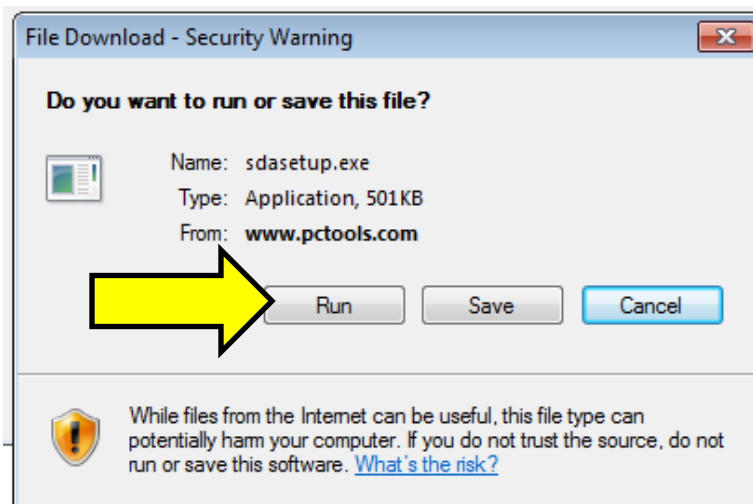 File Download - Security Warning
Do you want to run or save this file?
Name: sdasetup.exe
Type: Application, 501KB
From: www.pctools.com
Run Save Cancel
While files from the Internet can be useful, this file type can
potentially harm your computer. If you do not trust the source, do not
run or save this software. What's the risk?